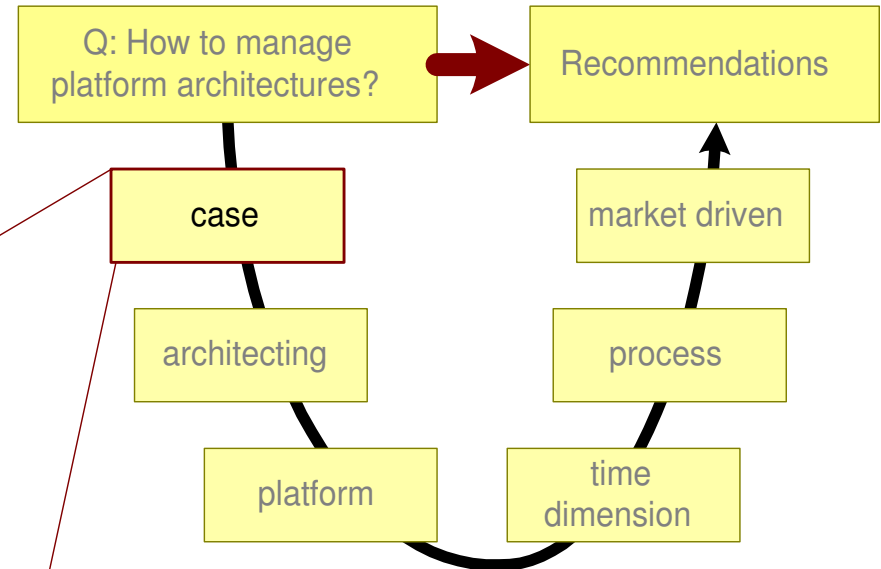 Q: How to manage
platform architectures?
Recommendations
case
market driven
architecting
process
platform
time
dimension